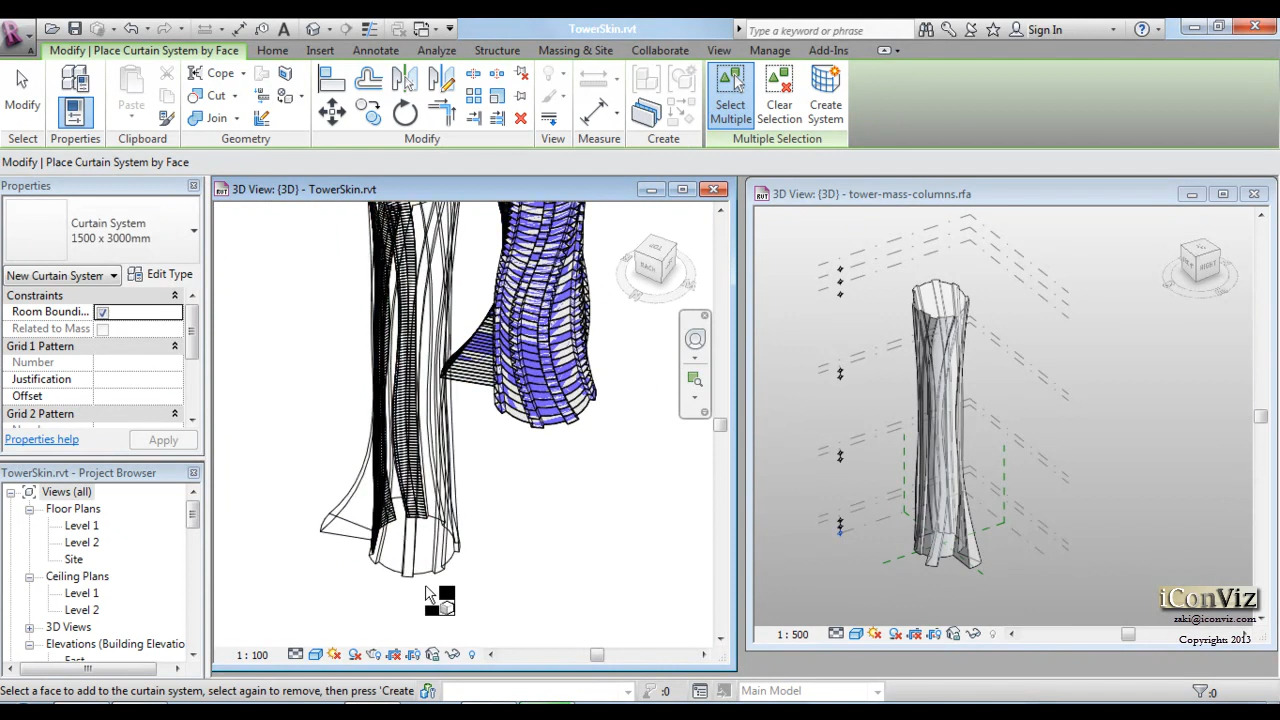 TowerSkin.rvt
Type a keyword or phrase
Sign In
Modify | Place Curtain System by Face
Home
Insert
Annotate
Analyze
Structure
Massing & Site
Collaborate
View
Manage
Add-Ins
Modify
Paste
Cope
Cut
Join
Select Multiple
Clear Selection
Create System
Select
Properties
Clipboard
Geometry
Modify
View
Measure
Create
Multiple Selection
Modify | Place Curtain System by Face
Properties
Curtain System
1500 x 3000mm
New Curtain System
Edit Type
Constraints
Room Boundi...
Related to Mass
Grid 1 Pattern
Number
Justification
Offset
Grid 2 Pattern
Properties help
Apply
TowerSkin.rvt - Project Browser
Views (all)
Floor Plans
Level 1
Level 2
Site
Ceiling Plans
Level 1
Level 2
3D Views
Elevations (Building Elevatio
East
3D View: {3D} - TowerSkin.rvt
TOP
BACK
1 : 100
3D View: {3D} - tower-mass-columns.rfa
RIGHT
1 : 500
iConViz
zaki@iconviz.com
Copyright 2013
Select a face to add to the curtain system, select again to remove, then press 'Create
:0
Main Model
:0